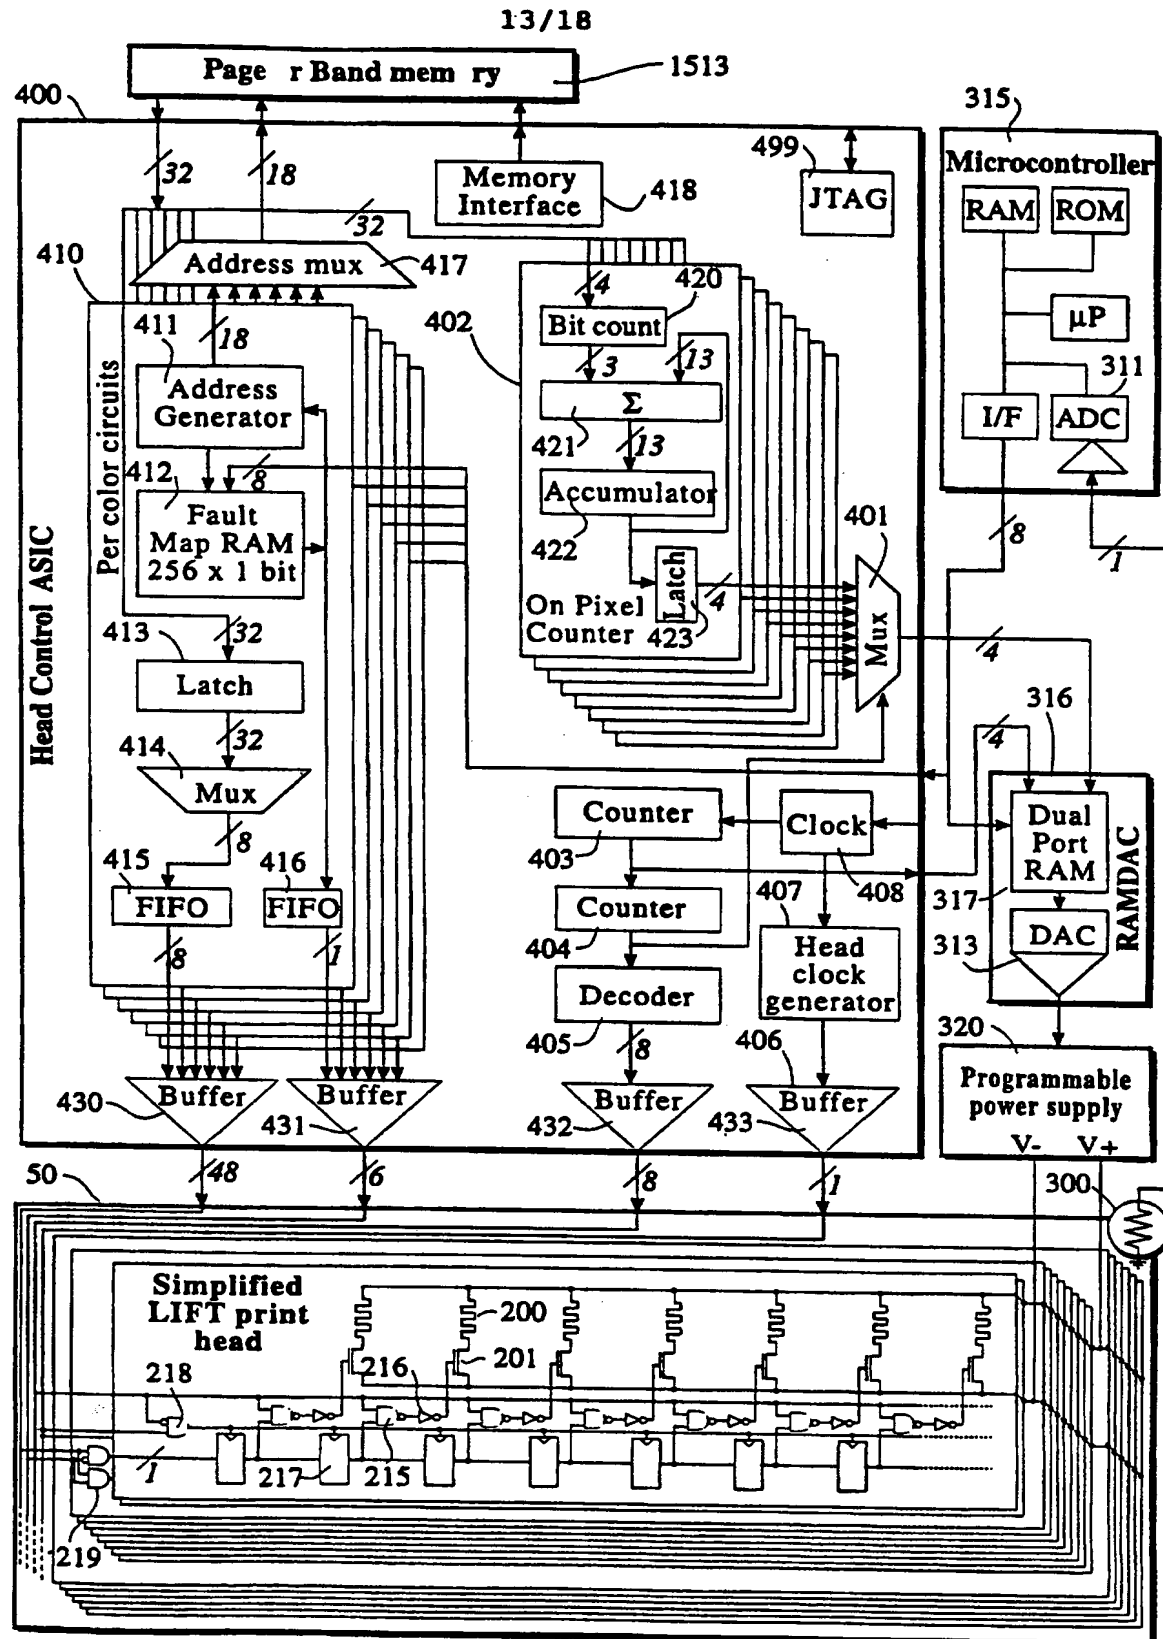 13/18
Page r Band mem ry
1513
400
32
18
Memory Interface
418
499
JTAG
315
Microcontroller
RAM
ROM
µP
311
I/F
ADC
8
1
32
Address mux
417
410
411
18
Address Generator
Per color circuits
412
8
Fault Map RAM 256 x 1 bit
Head Control ASIC
413
32
Latch
32
414
Mux
8
415
FIFO
416
FIFO
8
1
402
4
420
Bit count
3
13
Σ
421
13
Accumulator
422
Latch
4
423
On Pixel Counter
401
Mux
4
316
4
Dual Port RAM
317
DAC
313
RAMDAC
Counter
403
Clock
408
Counter
404
407
Head clock generator
Decoder
405
8
406
320
Programmable power supply
V- V+
Buffer
430
Buffer
431
Buffer
432
Buffer
433
48
6
8
1
50
300
Simplified LIFT print head
200
201
216
218
1
217
215
219